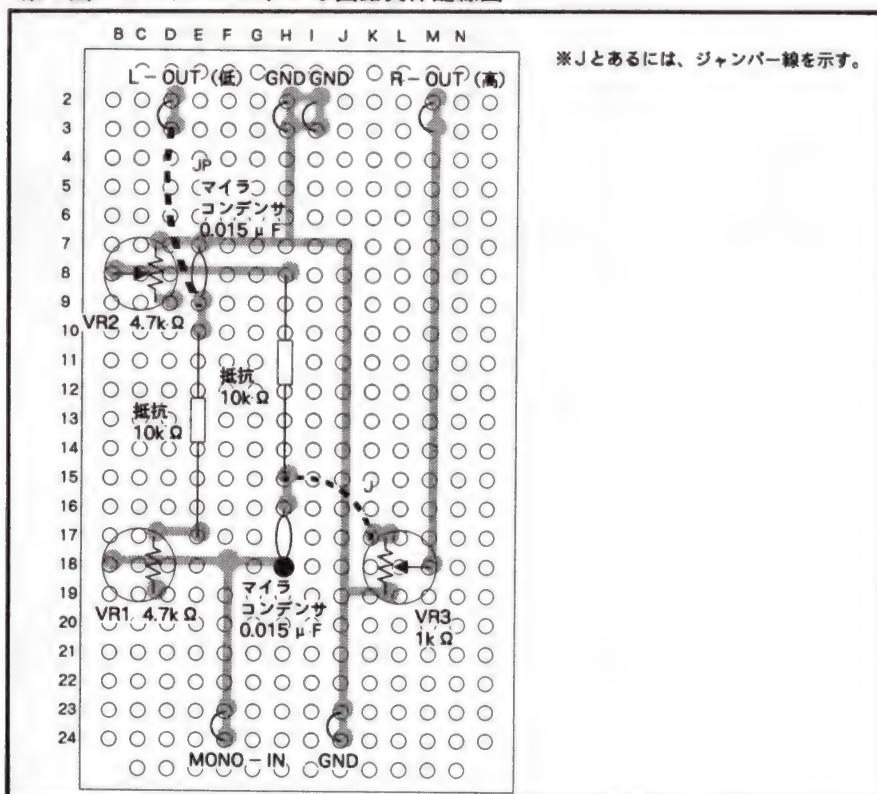 B C D E F G H I J K L M N
※Jとあるには、ジャンパー線を示す。
L-OUT(低) GND GND R-OUT(高)
2
3
4
JP
5
マイラ
6
コンデンサ
0.015μF
7
8
9
VR2 4.7kΩ
10
11
抵抗
10kΩ
12
抵抗
10kΩ
13
14
15
J
16
17
18
マイラ
コンデンサ
0.015μF
19
VR1 4.7kΩ
VR3
1kΩ
20
21
22
23
24
MONO-IN GND